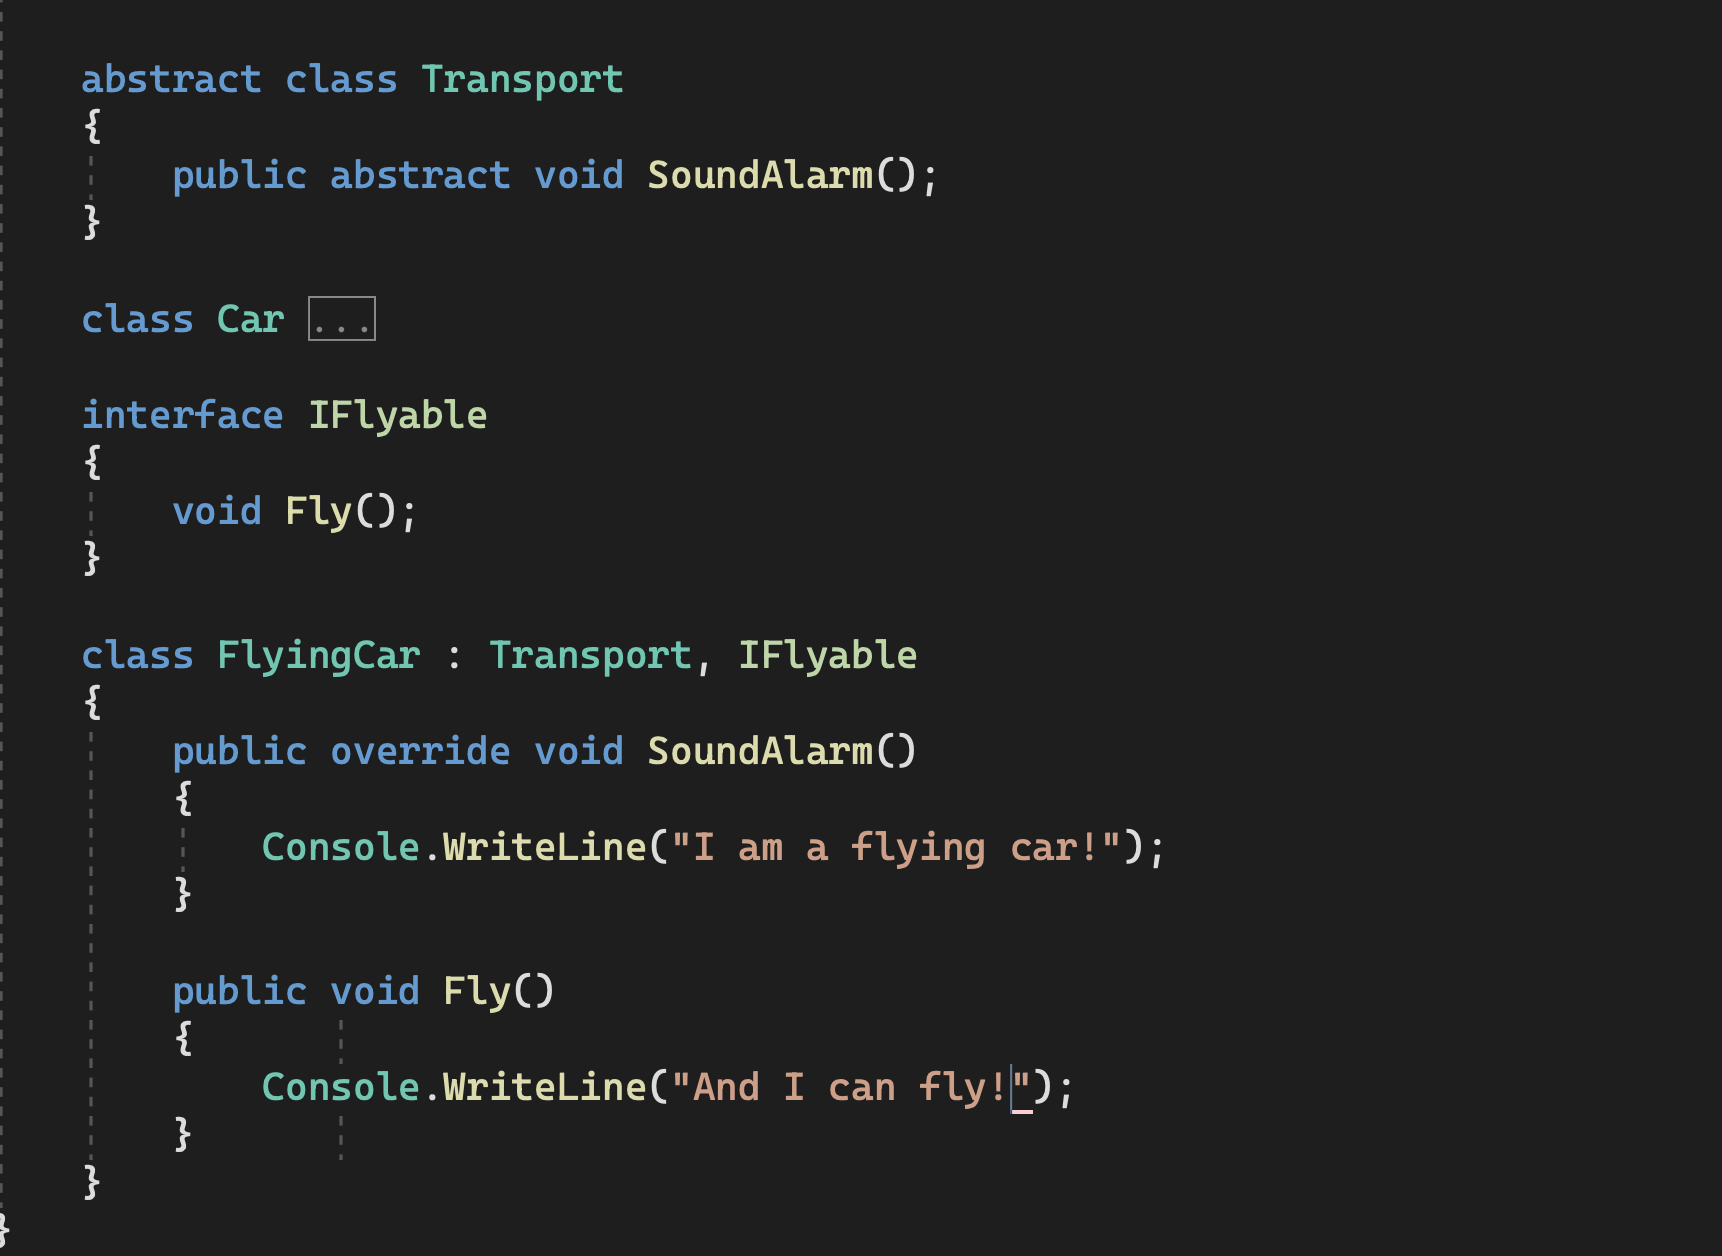 abstract class Transport
{
    public abstract void SoundAlarm();
}
class Car ...
interface IFlyable
{
    void Fly();
}
class FlyingCar : Transport, IFlyable
{
    public override void SoundAlarm()
    {
        Console.WriteLine("I am a flying car!");
    }
    public void Fly()
    {
        Console.WriteLine("And I can fly!");
    }
}
}